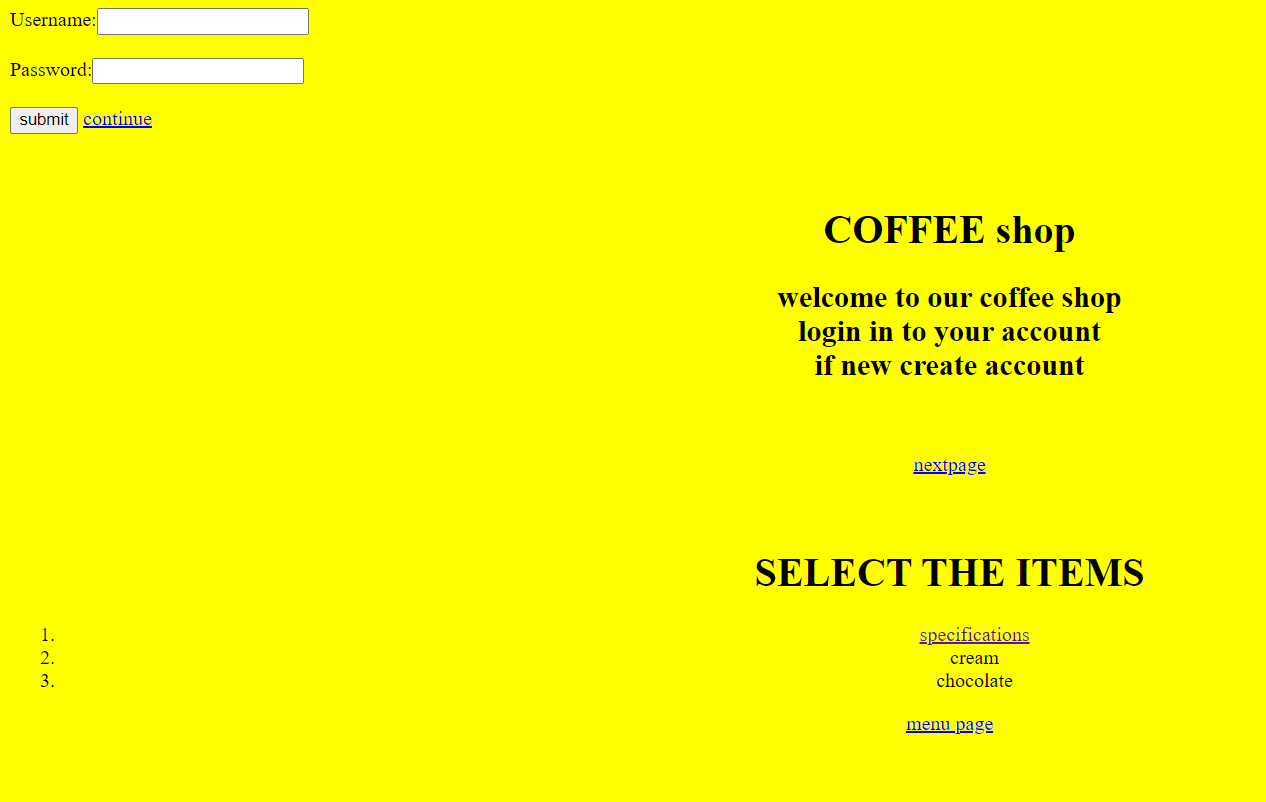 Username:
Password:
submit continue
COFFEE shop
welcome to our coffee shop
login in to your account
if new create account
nextpage
SELECT THE ITEMS
1. specifications
2. cream
3. chocolate
menu page